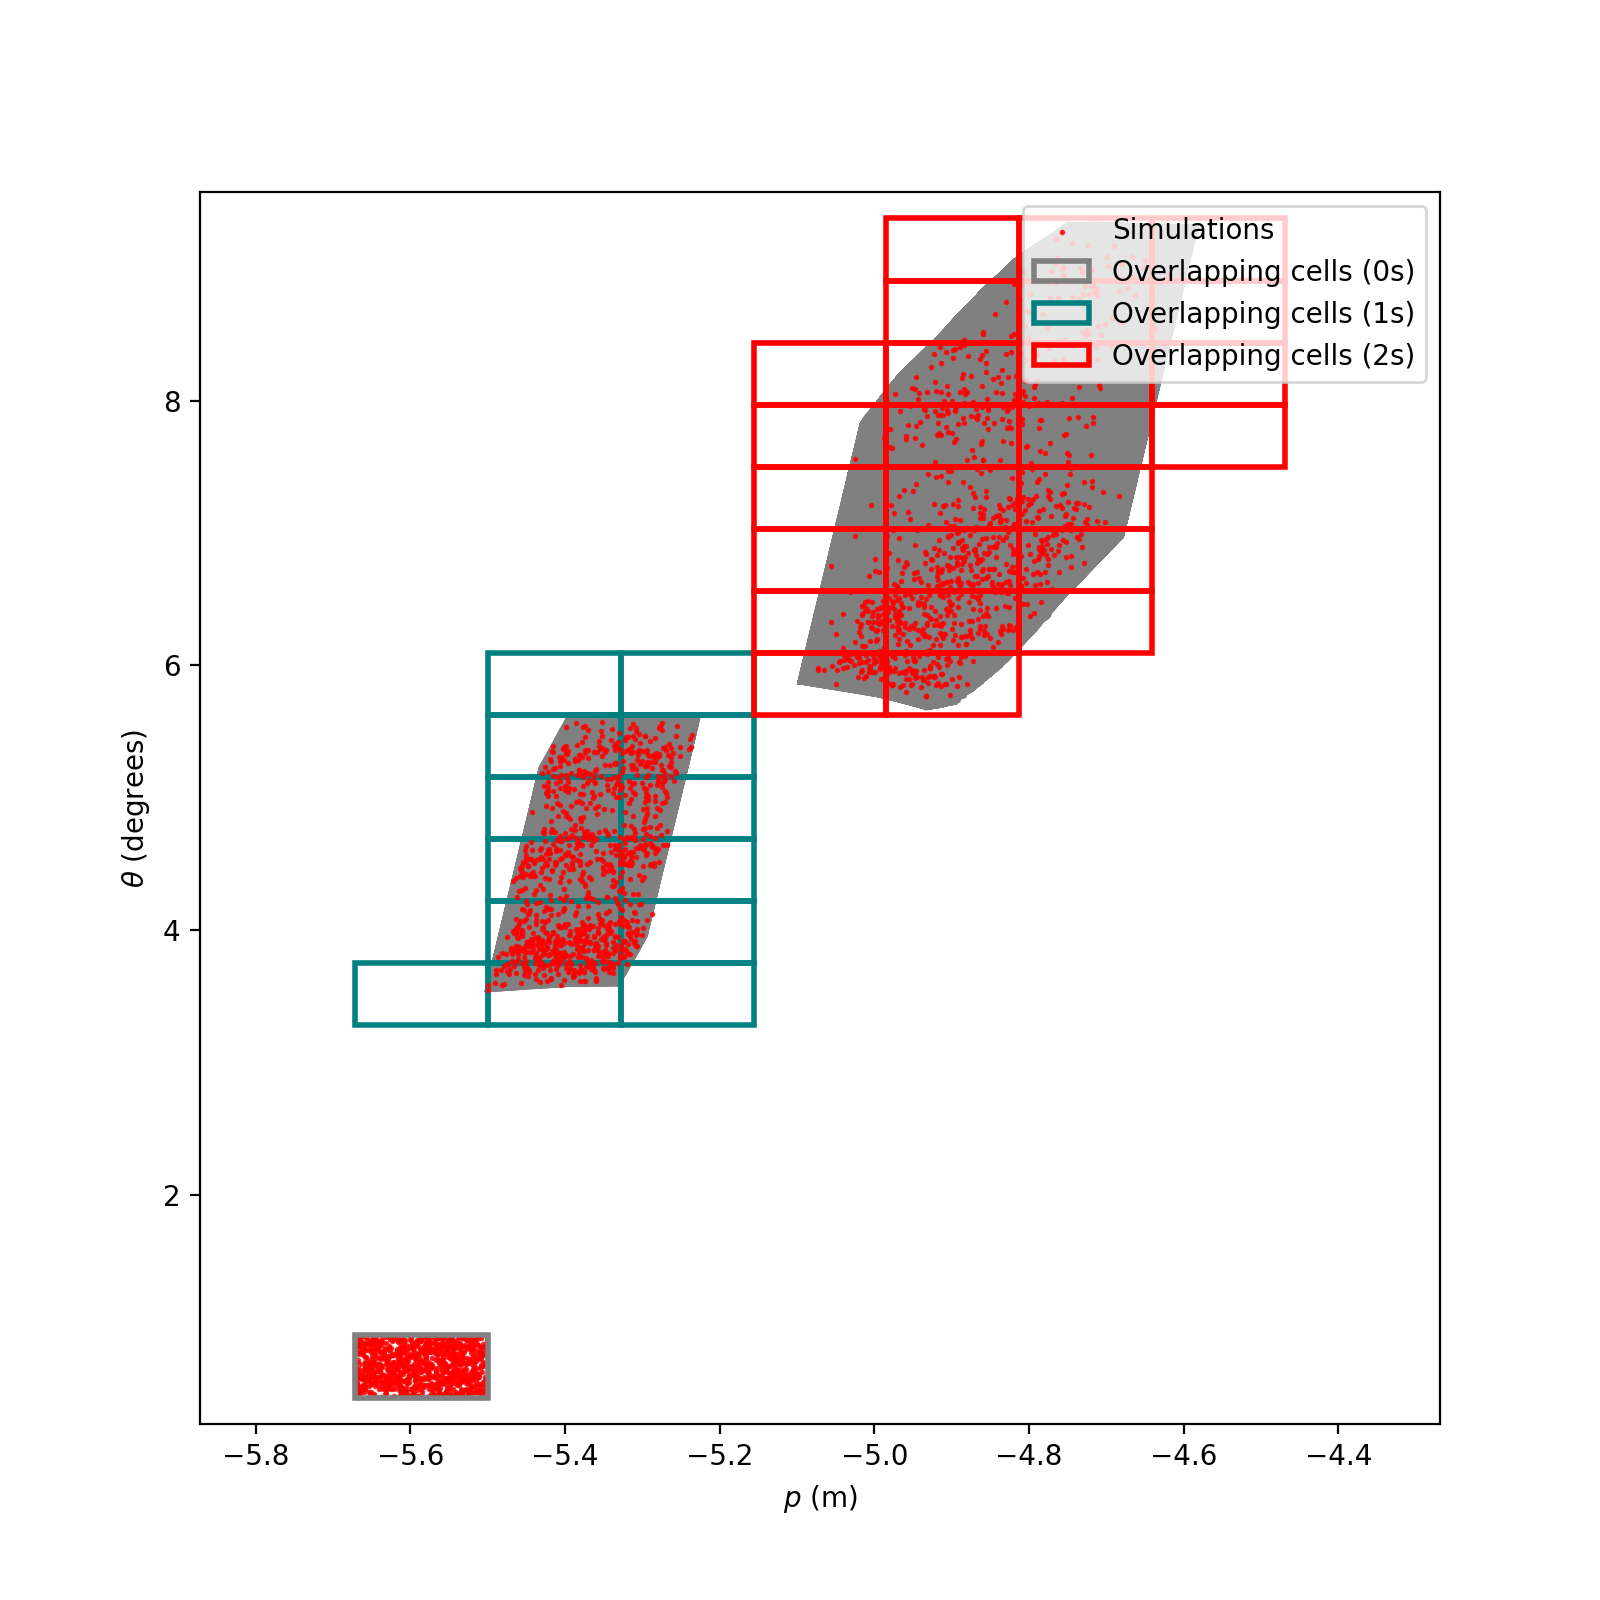 Simulations
Overlapping cells (0s)
Overlapping cells (1s)
Overlapping cells (2s)
8
6
4
2
θ (degrees)
−5.8 −5.6 −5.4 −5.2 −5.0 −4.8 −4.6 −4.4
p (m)